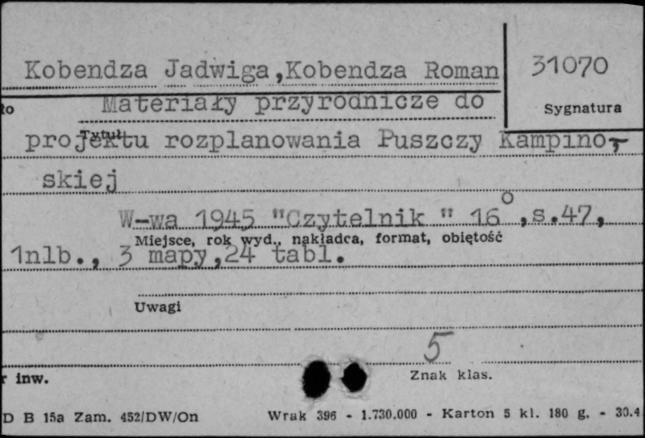 Kobendza Jadwiga,Kobendza Roman
31070
to
Materiały przyrodnicze do
Sygnatura
Tytuł
projektu rozplanowania Puszczy Kampino-
skiej
W-wa 1945 "Czytelnik " 16°,s.47,
Miejsce, rok wyd., nakładca, format, objętość
1nlb., 3 mapy,24 tabl.
Uwagi
5
r inw.
Znak klas.
D B 15a Zam. 452/DW/On Wrak 396 - 1.730.000 - Karton 5 kl. 180 g. - 30.4